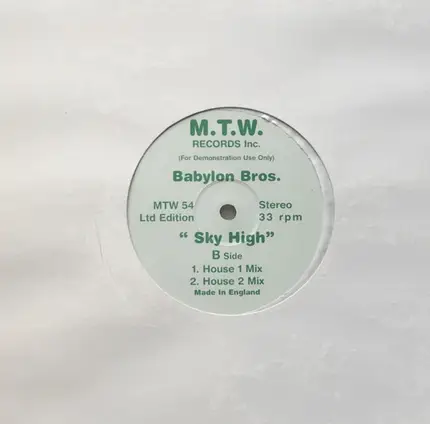 M.T.W.
RECORDS Inc.
(For Demonstration Use Only)
Babylon Bros.
MTW 54 Stereo
Ltd Edition 33 rpm
“ Sky High”
B Side
1. House 1 Mix
2. House 2 Mix
Made In England